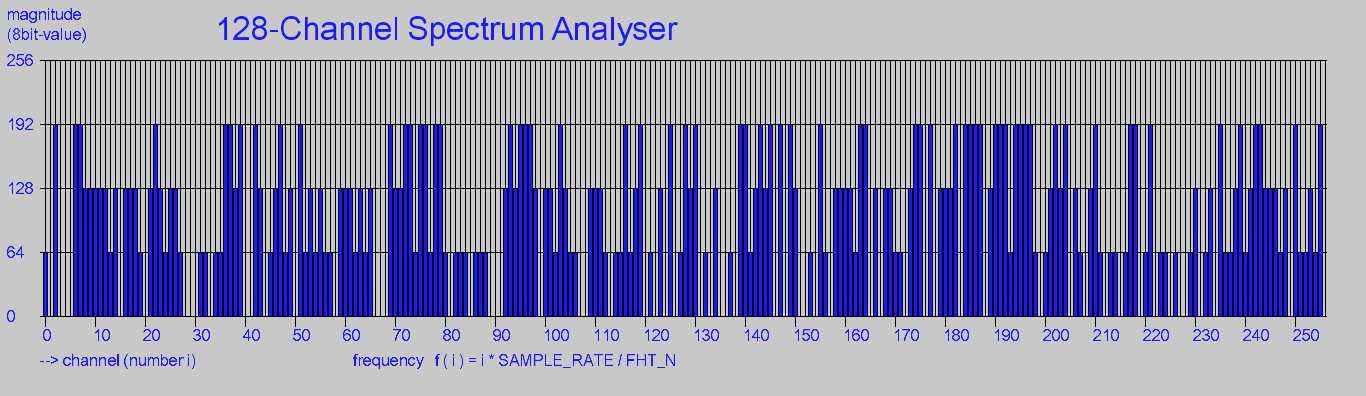 magnitude
(8bit-value)
128-Channel Spectrum Analyser
256
192
128
64
0
0 10 20 30 40 50 60 70 80 90 100 110 120 130 140 150 160 170 180 190 200 210 220 230 240 250
--> channel (number i) frequency f ( i ) = i * SAMPLE_RATE / FHT_N